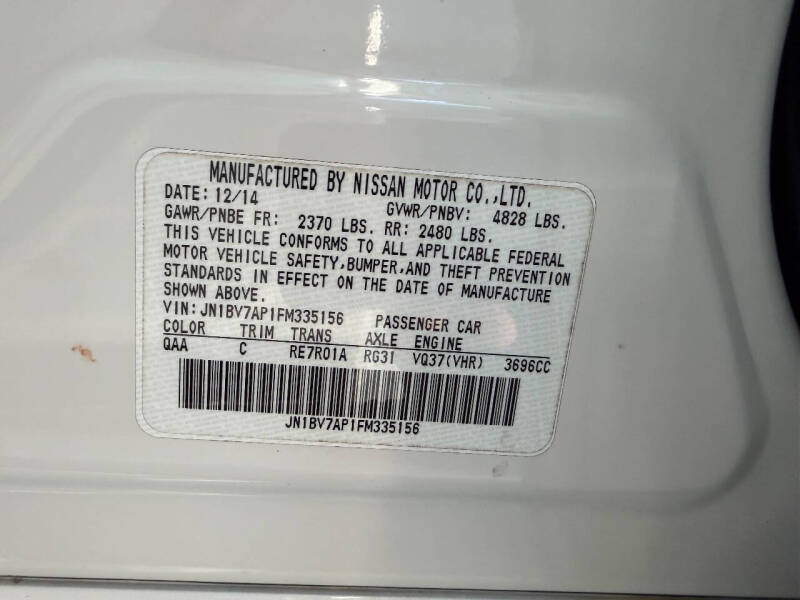 MANUFACTURED BY NISSAN MOTOR CO.,LTD.
DATE: 12/14 GVWR/PNBV: 4828 LBS.
GAWR/PNBE FR: 2370 LBS. RR: 2480 LBS.
THIS VEHICLE CONFORMS TO ALL APPLICABLE FEDERAL
MOTOR VEHICLE SAFETY,BUMPER,AND THEFT PREVENTION
STANDARDS IN EFFECT ON THE DATE OF MANUFACTURE
SHOWN ABOVE.
VIN:JN1BV7AP1FM335156 PASSENGER CAR
COLOR TRIM TRANS AXLE ENGINE
QAA C RE7R01A RG31 VQ37(VHR) 3696CC
JN1BV7AP1FM335156